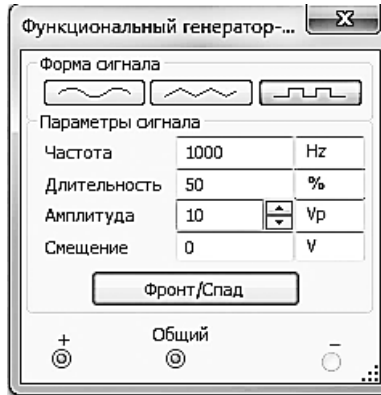 Функциональный генератор-...
Форма сигнала
Параметры сигнала
Частота 1000 Hz
Длительность 50 %
Амплитуда 10 Vp
Смещение 0 V
Фронт/Спад
+ Общий –